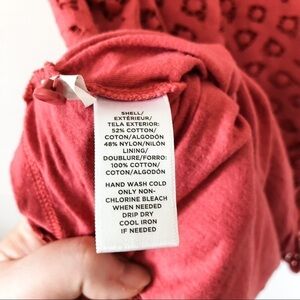 SHELL/
EXTÉRIEUR/
TELA EXTERIOR:
52% COTTON/
COTON/ALGODÓN
48% NYLON/NILÓN
LINING/
DOUBLURE/FORRO:
100% COTTON/
COTON/ALGODÓN
HAND WASH COLD
ONLY NON-
CHLORINE BLEACH
WHEN NEEDED
DRIP DRY
COOL IRON
IF NEEDED